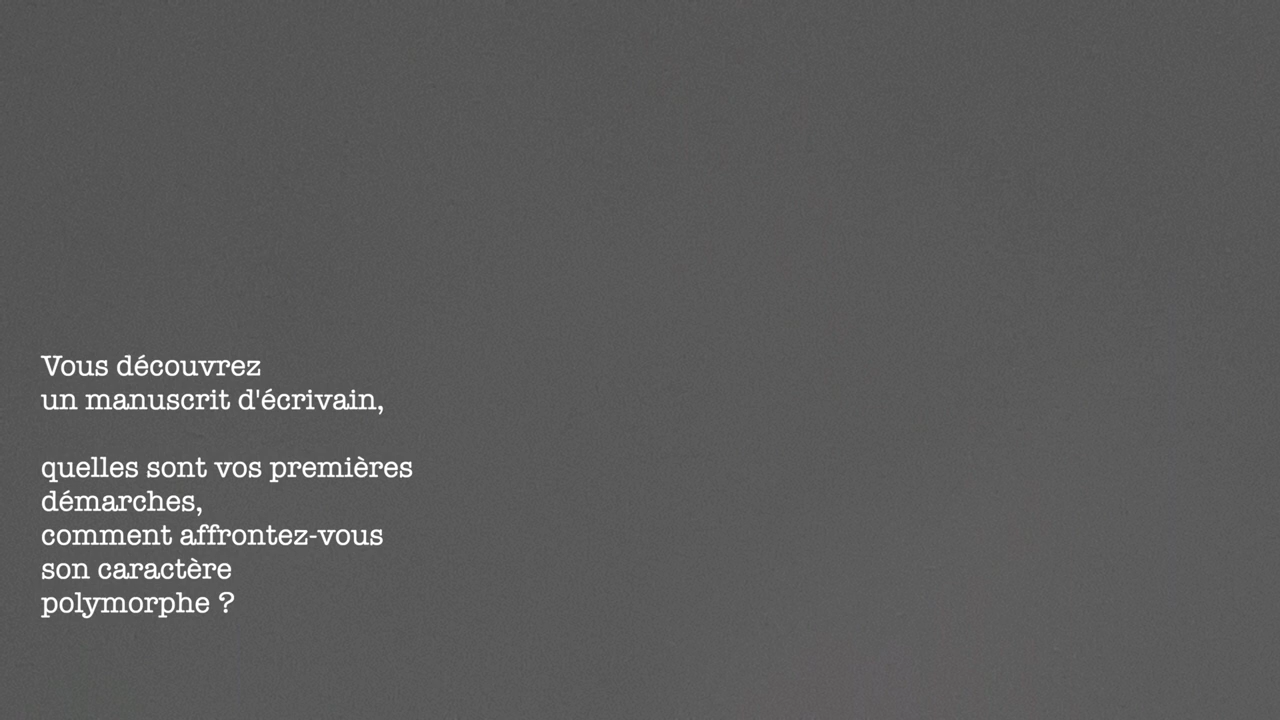 Vous découvrez
un manuscrit d'écrivain,
quelles sont vos premières
démarches,
comment affrontez-vous
son caractère
polymorphe ?